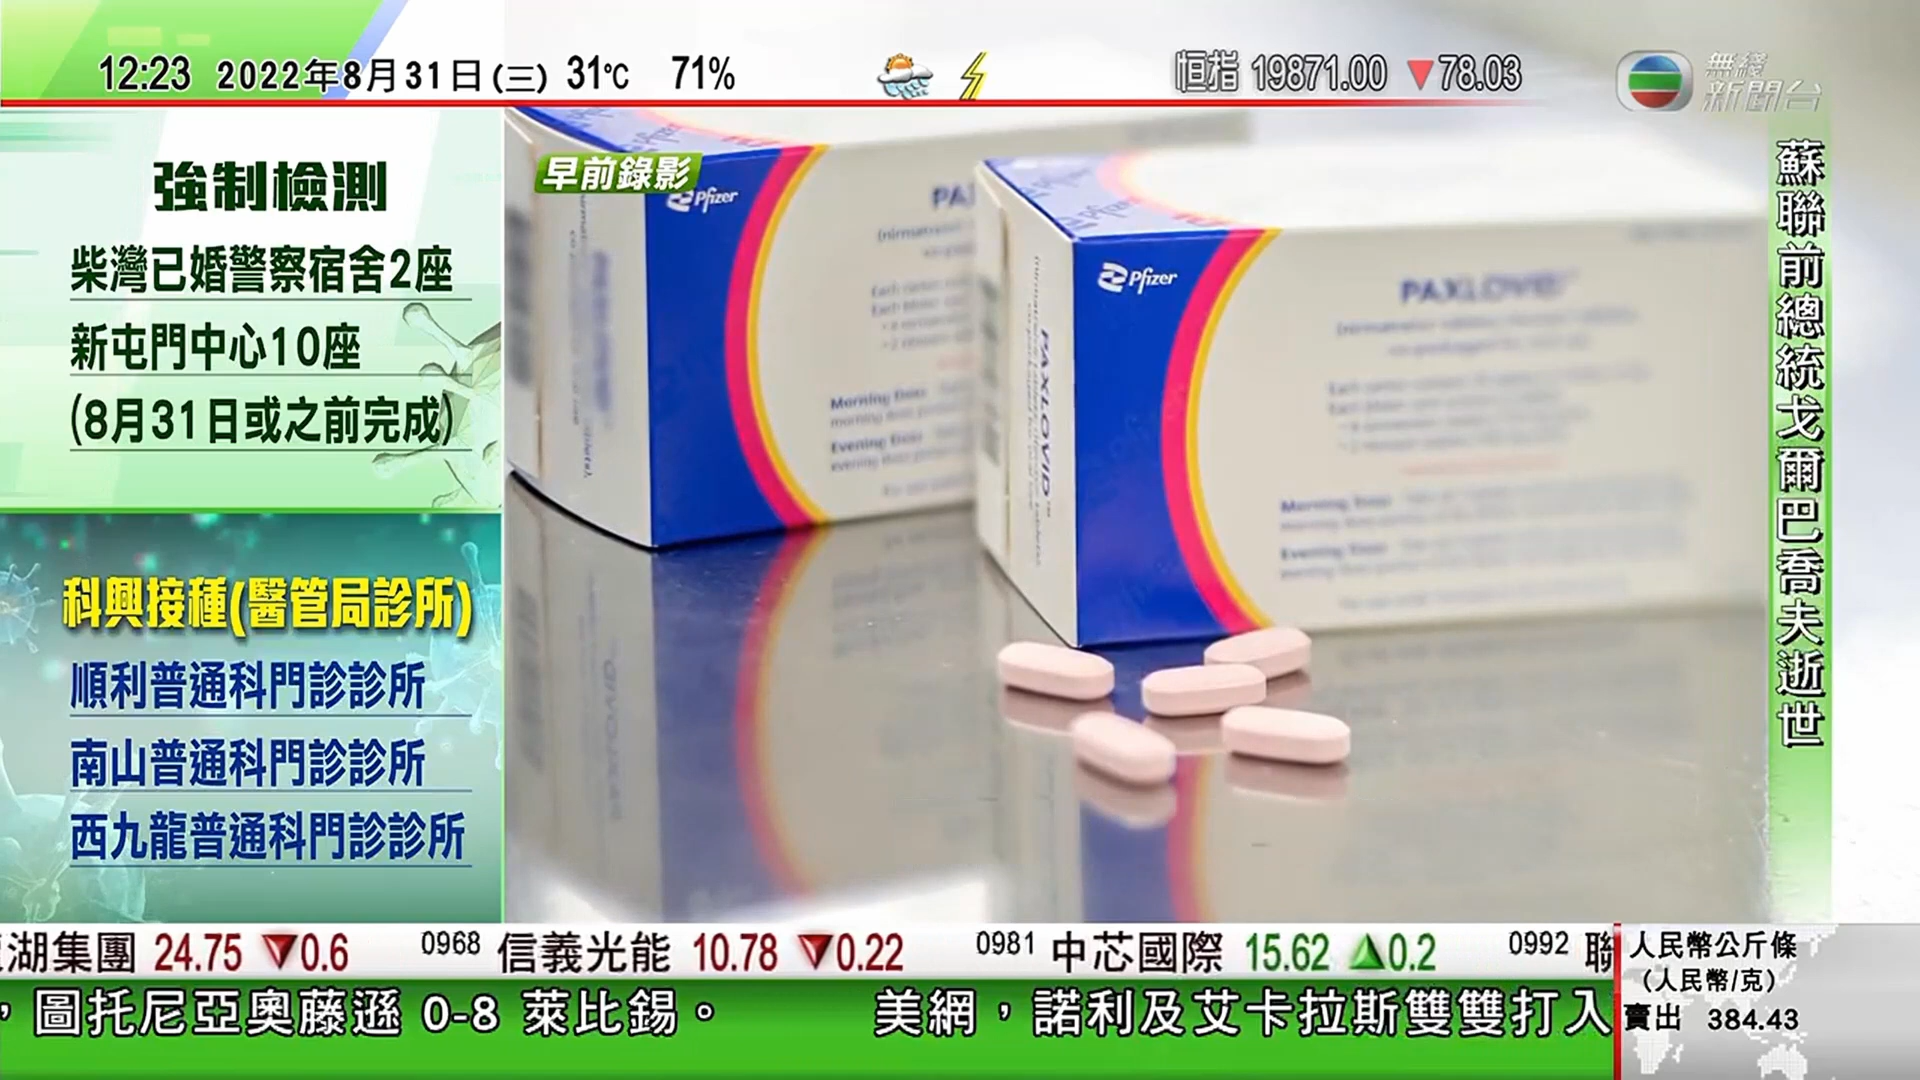 12:23 2022年8月31日(三) 31℃ 71%
恒指 19871.00 ▼78.03
無綫
新聞台
強制檢測
柴灣已婚警察宿舍2座
新屯門中心10座
(8月31日或之前完成)
科興接種(醫管局診所)
順利普通科門診診所
南山普通科門診診所
西九龍普通科門診診所
早前錄影
Pfizer
Morning Dose
Evening Dose
Pfizer
PAXLOVID
PAXLOVID
Morning Dose
Evening Dose
蘇聯前總統戈爾巴喬夫逝世
湖集團 24.75 ▼0.6 0968 信義光能 10.78 ▼0.22 0981 中芯國際 15.62 ▲0.2 0992 聯
，圖托尼亞奧藤遜 0-8 萊比錫。 美網，諾利及艾卡拉斯雙雙打入
人民幣公斤條
(人民幣/克)
賣出 384.43